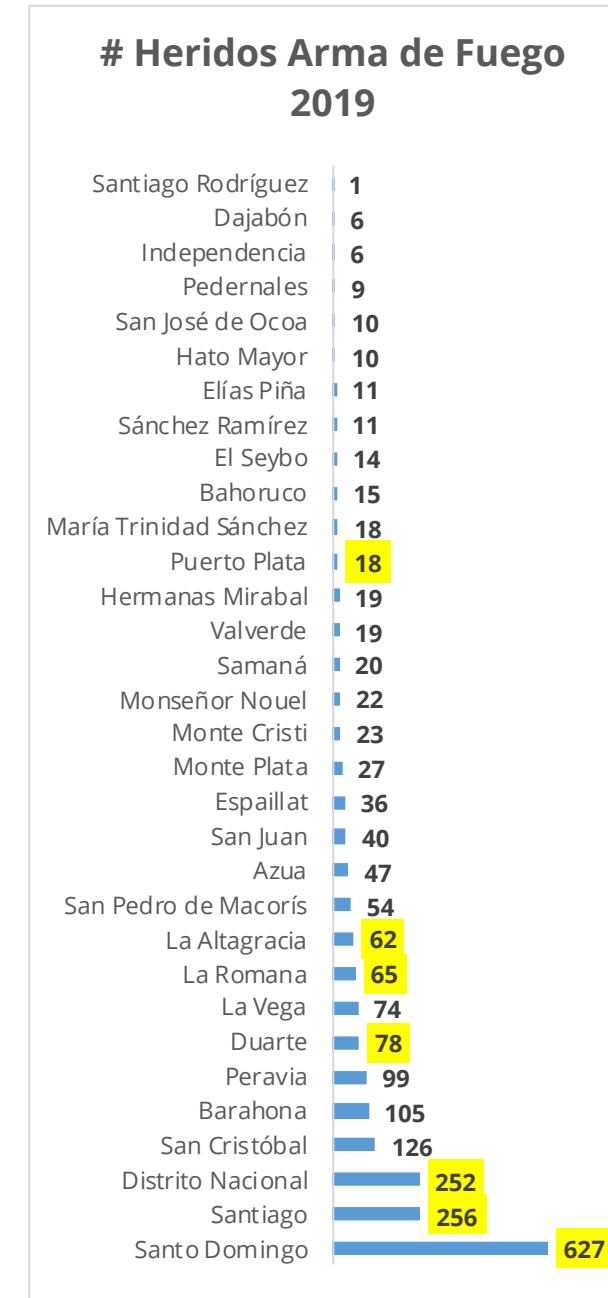 # Heridos Arma de Fuego
2019
Santiago Rodríguez 1
Dajabón 6
Independencia 6
Pedernales 9
San José de Ocoa 10
Hato Mayor 10
Elías Piña 11
Sánchez Ramírez 11
El Seybo 14
Bahoruco 15
María Trinidad Sánchez 18
Puerto Plata 18
Hermanas Mirabal 19
Valverde 19
Samaná 20
Monseñor Nouel 22
Monte Cristi 23
Monte Plata 27
Espaillat 36
San Juan 40
Azua 47
San Pedro de Macorís 54
La Altagracia 62
La Romana 65
La Vega 74
Duarte 78
Peravia 99
Barahona 105
San Cristóbal 126
Distrito Nacional 252
Santiago 256
Santo Domingo 627